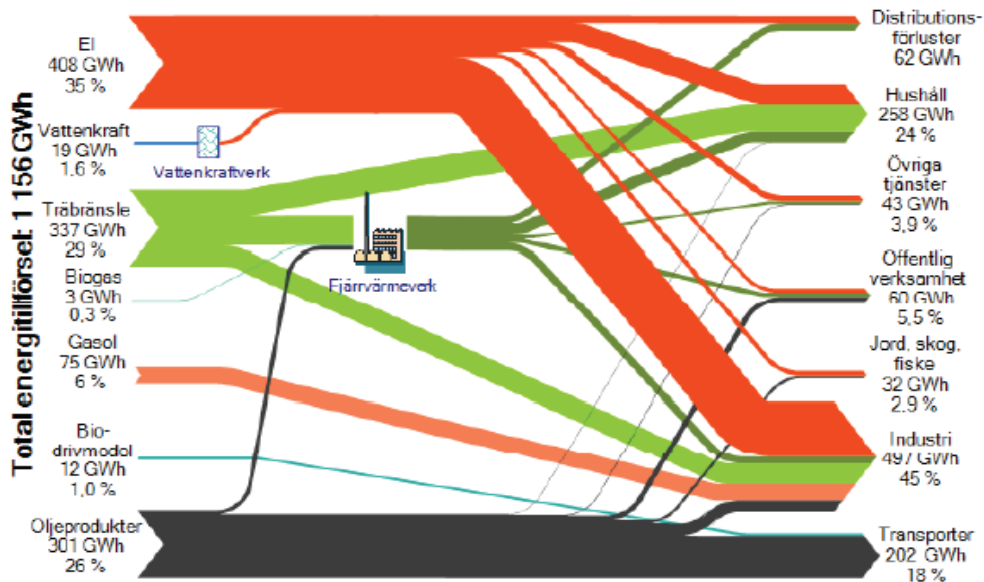 Total energitillförset 1 156 GWh
El
408 GWh
35 %
Vattenkraft
19 GWh
1.6 %
Vattenkraftverk
Träbränsle
337 GWh
29 %
Biogas
3 GWh
0,3 %
Fjärrvärmeverk
Gasol
75 GWh
6 %
Bio-
drivmodol
12 GWh
1,0 %
Oljeprodukter
301 GWh
26 %
Distributions-
förluster
62 GWh
Hushåll
258 GWh
24 %
Övriga
tjänster
43 GWh
3,9 %
Offentlig
verksamhet
60 GWh
5,5 %
Jord, skog,
fiske
32 GWh
2.9 %
Industri
497 GWh
45 %
Transporter
202 GWh
18 %